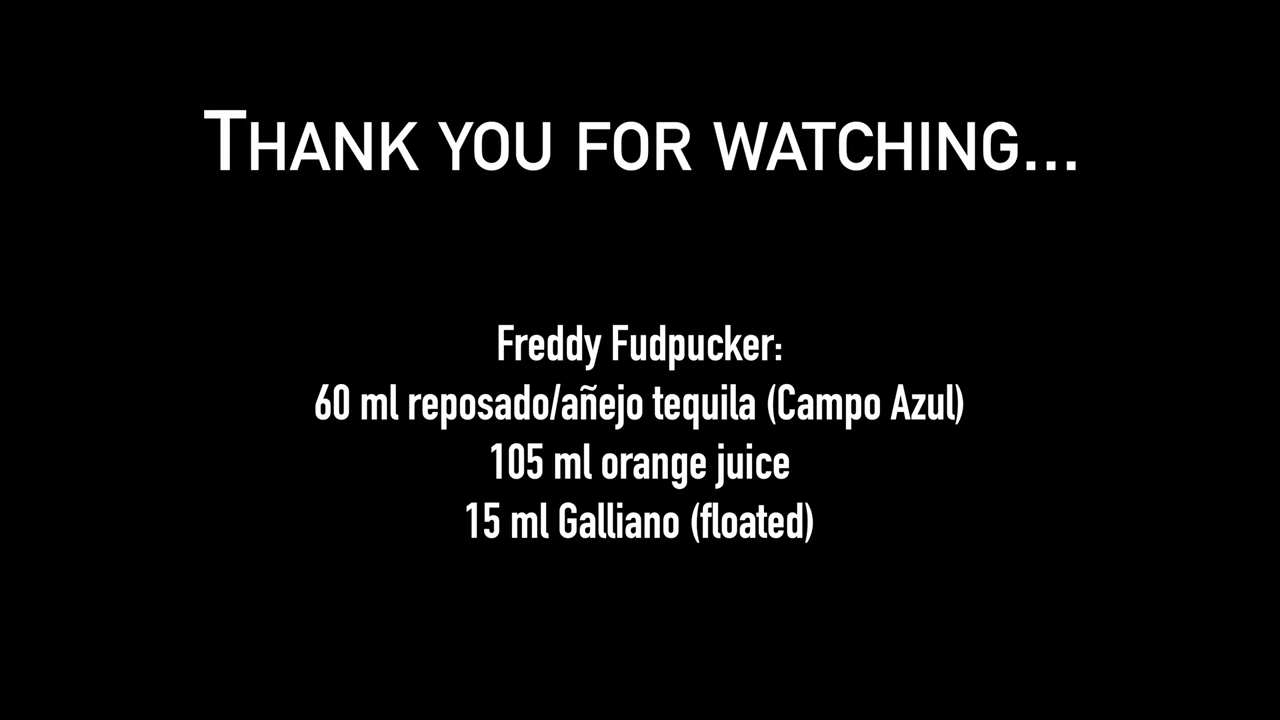 THANK YOU FOR WATCHING...
Freddy Fudpucker:
60 ml reposado/añejo tequila (Campo Azul)
105 ml orange juice
15 ml Galliano (floated)